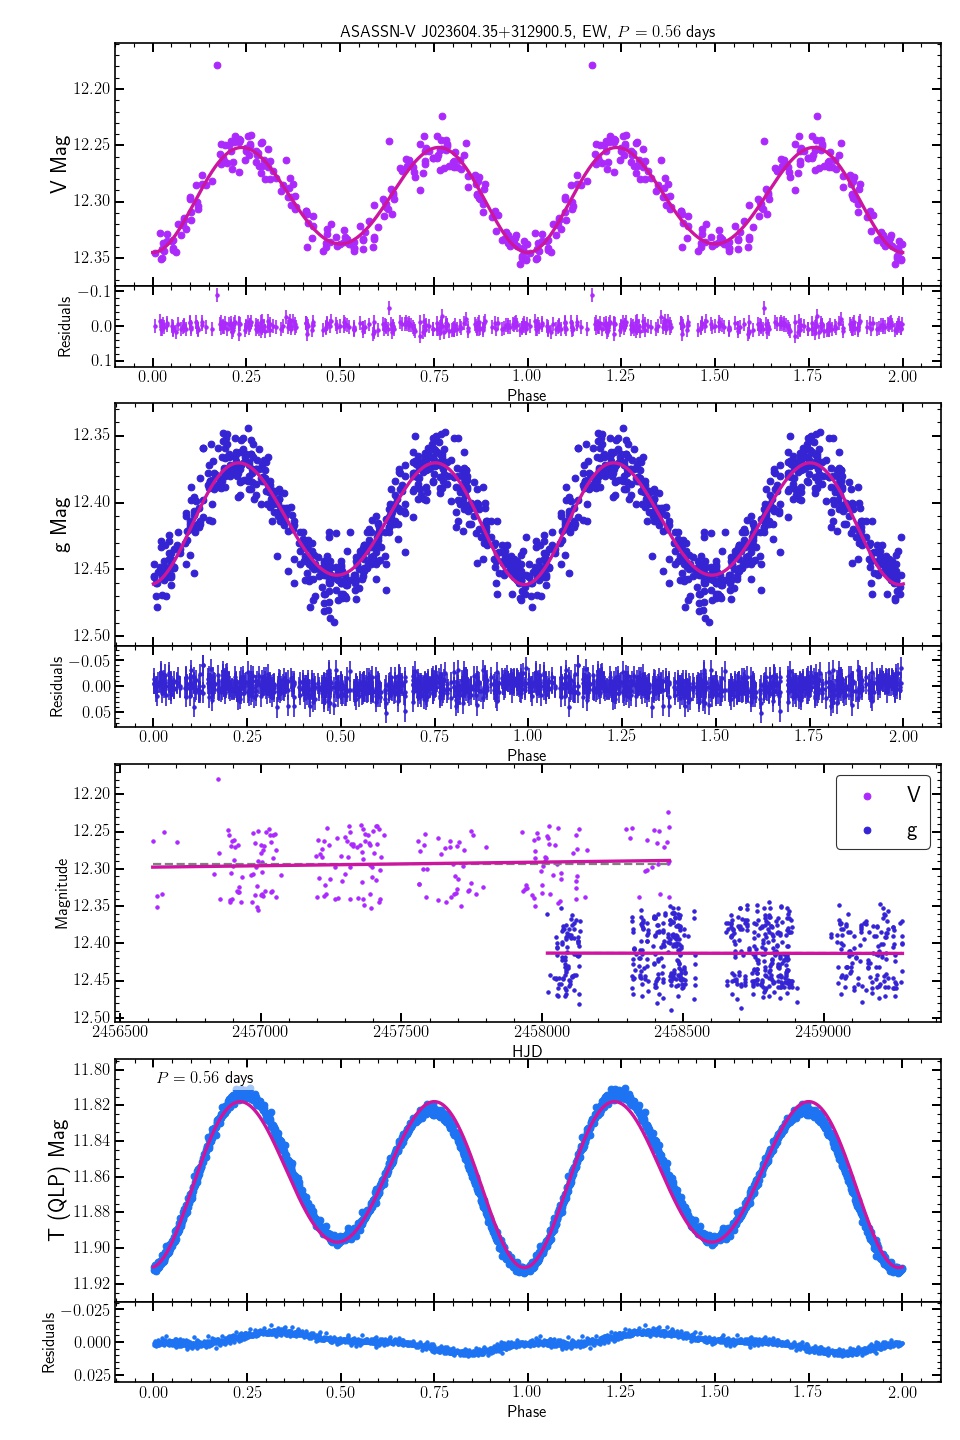 ASASSN-V J023604.35+312900.5, EW, P = 0.56 days
V Mag
12.20
12.25
12.30
12.35
Residuals
−0.1
0.0
0.1
0.00 0.25 0.50 0.75 1.00 1.25 1.50 1.75 2.00
Phase
g Mag
12.35
12.40
12.45
12.50
Residuals
−0.05
0.00
0.05
0.00 0.25 0.50 0.75 1.00 1.25 1.50 1.75 2.00
Phase
Magnitude
12.20
12.25
12.30
12.35
12.40
12.45
12.50
V
g
2456500 2457000 2457500 2458000 2458500 2459000
HJD
T (QLP) Mag
P = 0.56 days
11.80
11.82
11.84
11.86
11.88
11.90
11.92
Residuals
−0.025
0.000
0.025
0.00 0.25 0.50 0.75 1.00 1.25 1.50 1.75 2.00
Phase